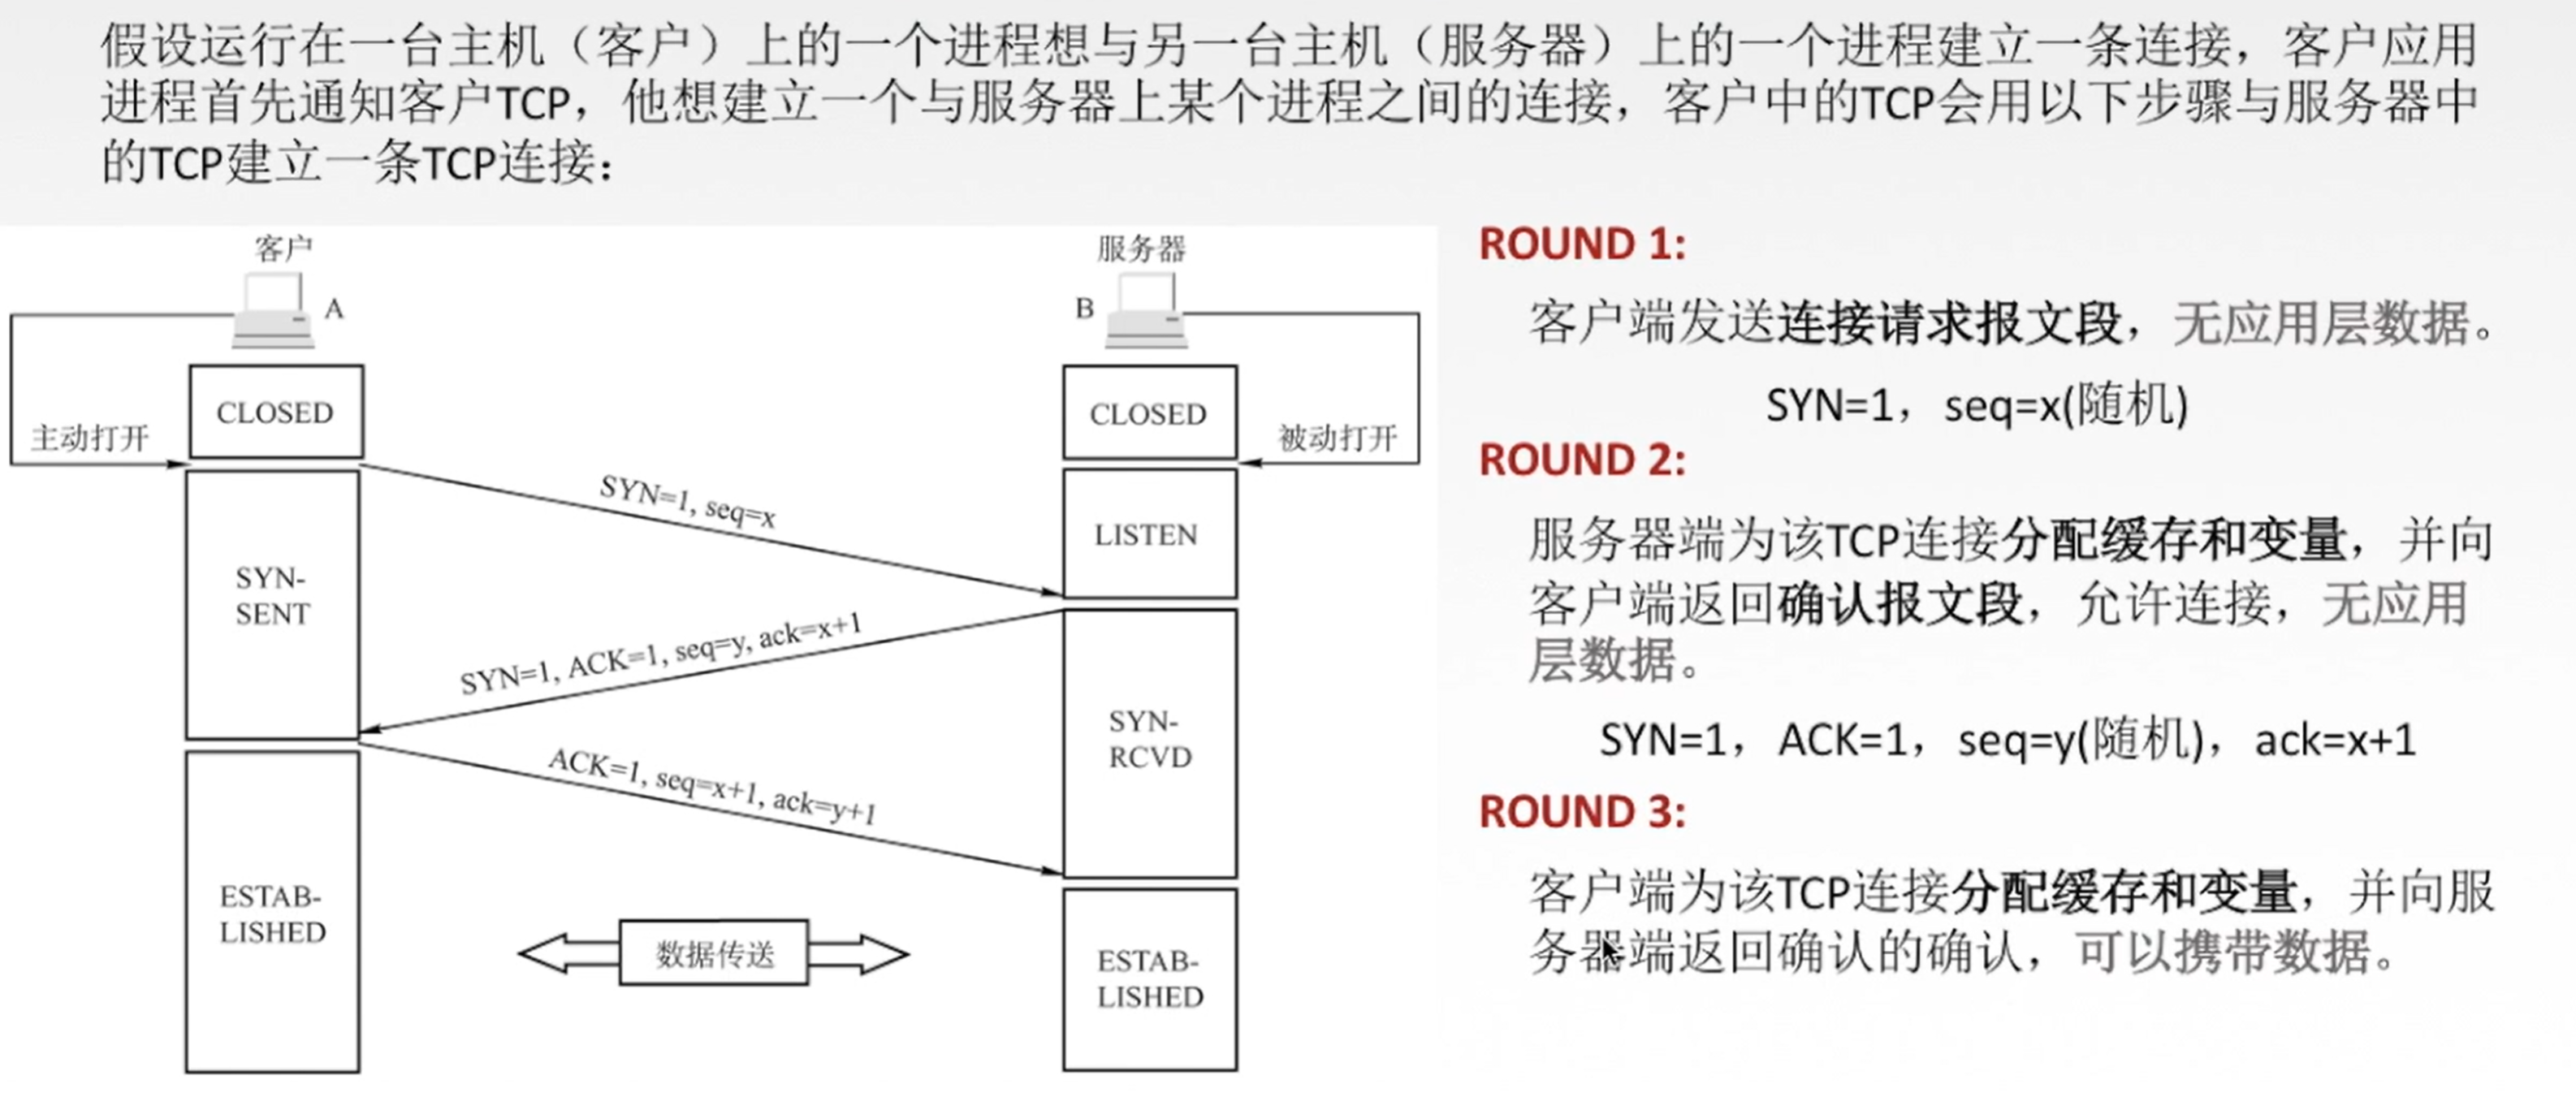 假设运行在一台主机（客户）上的一个进程想与另一台主机（服务器）上的一个进程建立一条连接，客户应用
进程首先通知客户TCP，他想建立一个与服务器上某个进程之间的连接，客户中的TCP会用以下步骤与服务器中
的TCP建立一条TCP连接：
客户
服务器
A
B
CLOSED
CLOSED
主动打开
被动打开
SYN=1, seq=x
LISTEN
SYN-
SENT
SYN=1, ACK=1, seq=y, ack=x+1
SYN-
RCVD
ACK=1, seq=x+1, ack=y+1
ESTAB-
LISHED
数据传送
ESTAB-
LISHED
ROUND 1:
客户端发送连接请求报文段，无应用层数据。
SYN=1，seq=x(随机)
ROUND 2:
服务器端为该TCP连接分配缓存和变量，并向
客户端返回确认报文段，允许连接，无应用
层数据。
SYN=1，ACK=1，seq=y(随机)，ack=x+1
ROUND 3:
客户端为该TCP连接分配缓存和变量，并向服
务器端返回确认的确认，可以携带数据。